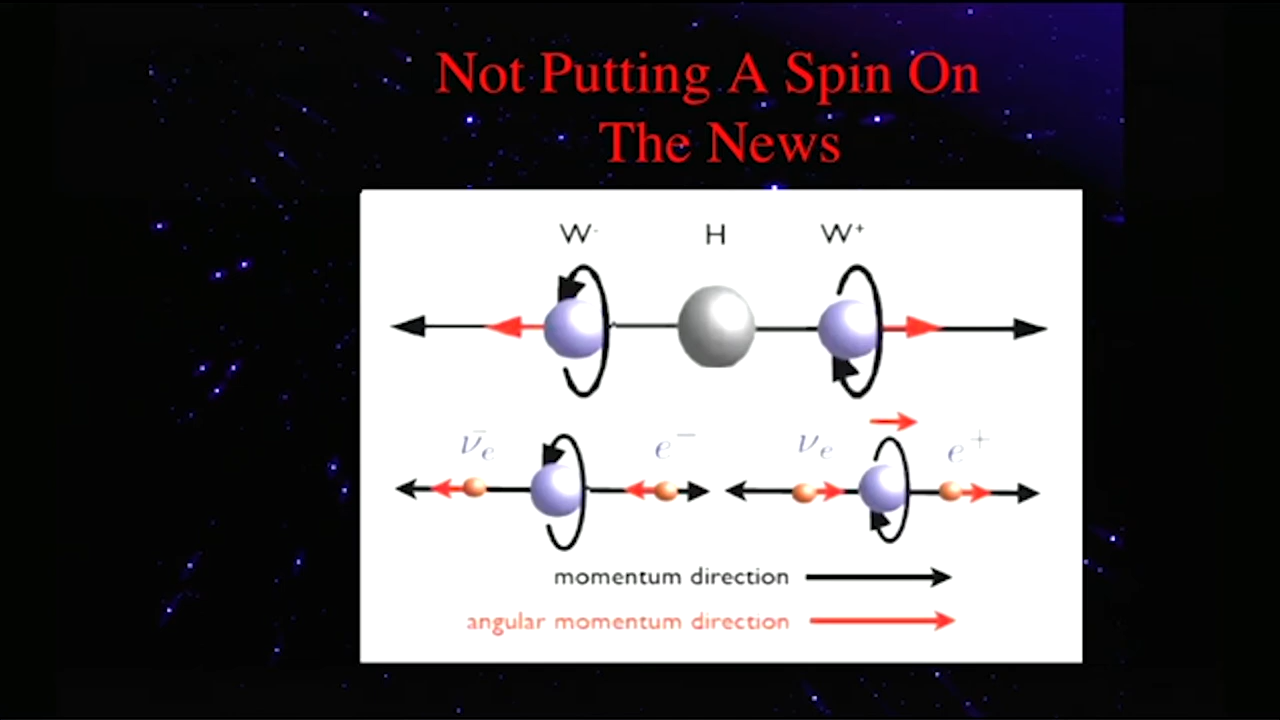 Not Putting A Spin On
The News
W⁻ H W⁺
ν̄ₑ e⁻ νₑ e⁺
momentum direction
angular momentum direction